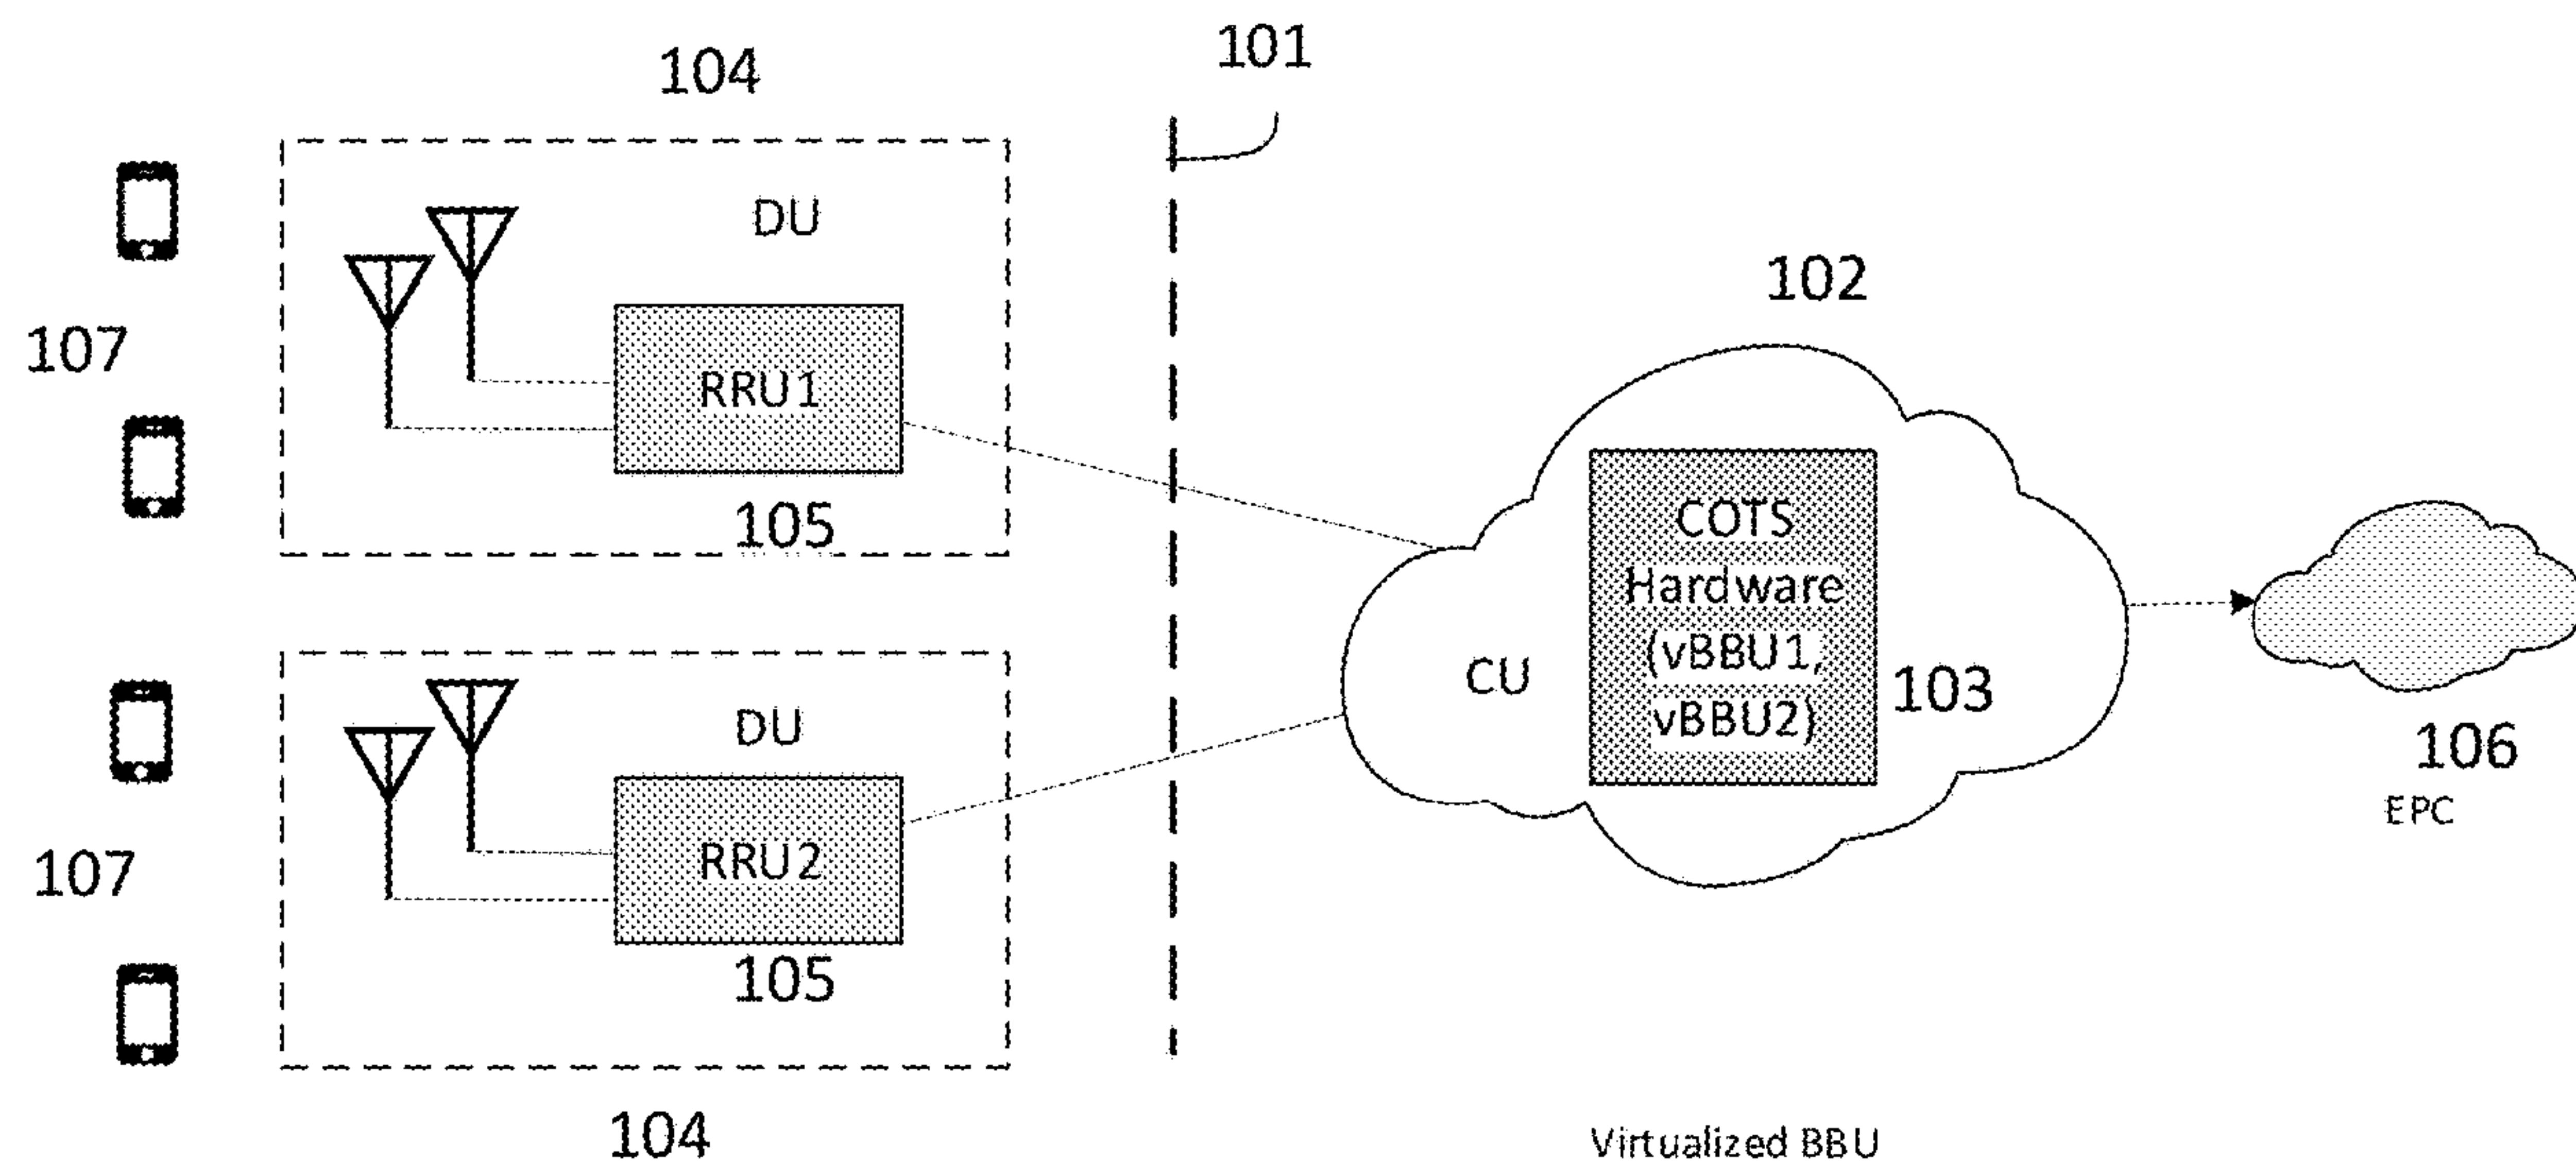 101
104
DU
102
107
RRU1
105
COTS
Hardware
(vBBU1,
vBBU2)
CU
103
DU
106
EPC
107
RRU2
105
104
Virtualized BBU